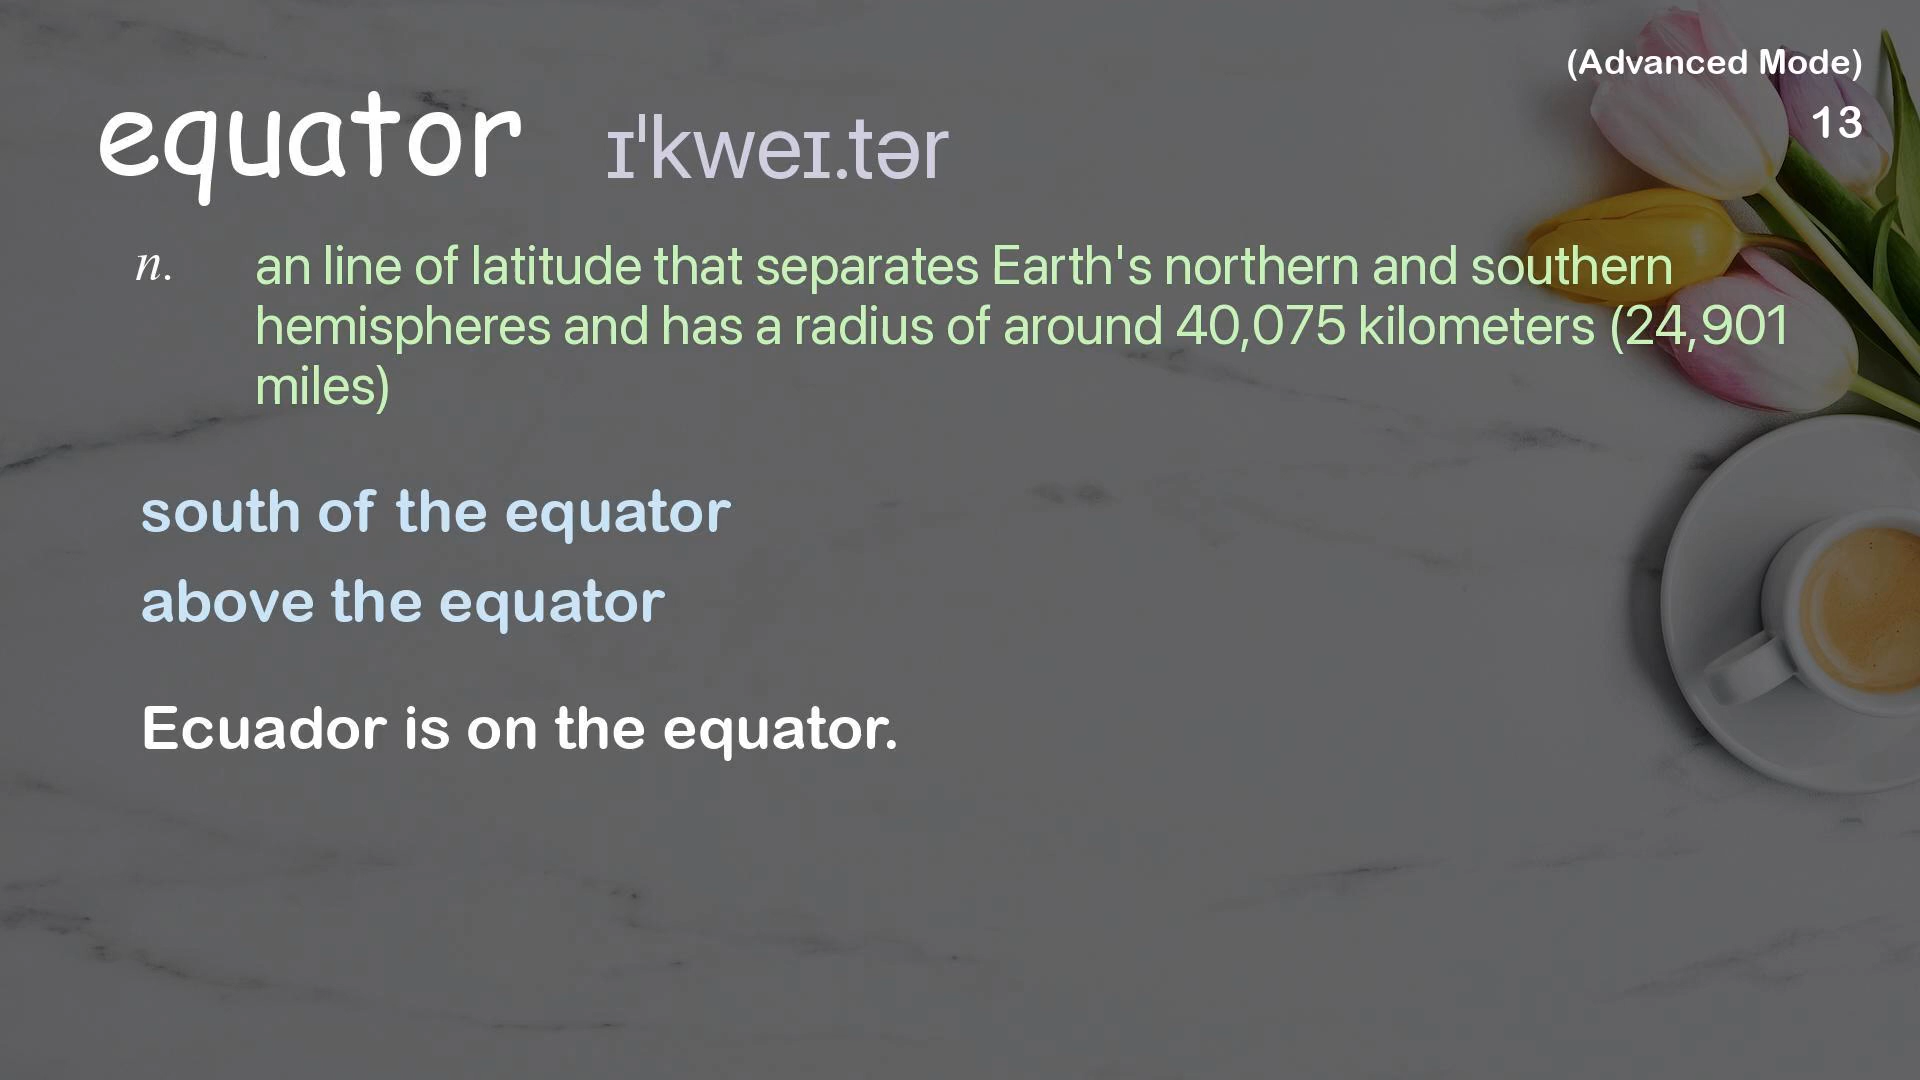 (Advanced Mode)
13
equator ɪˈkweɪ.tər
n. an line of latitude that separates Earth's northern and southern
hemispheres and has a radius of around 40,075 kilometers (24,901
miles)
south of the equator
above the equator
Ecuador is on the equator.